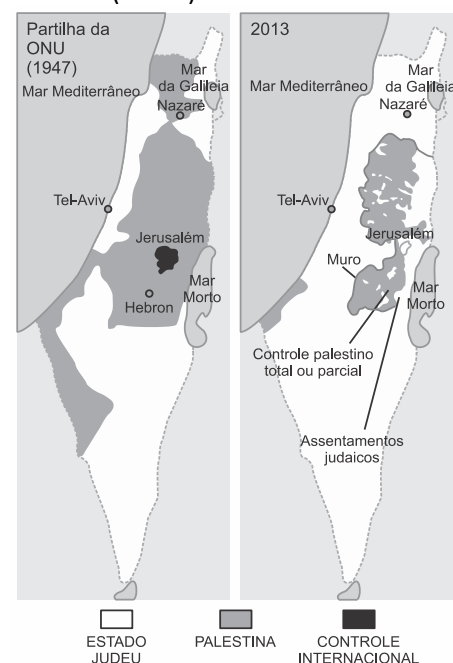 Partilha da
ONU
(1947)
Mar Mediterrâneo
Mar
da Galileia
Nazaré
Tel-Aviv
Jerusalém
Hebron
Mar
Morto
2013
Mar Mediterrâneo
Mar
da Galileia
Nazaré
Tel-Aviv
Jerusalém
Muro
Mar
Morto
Controle palestino
total ou parcial
Assentamentos
judaicos
ESTADO
JUDEU
PALESTINA
CONTROLE
INTERNACIONAL